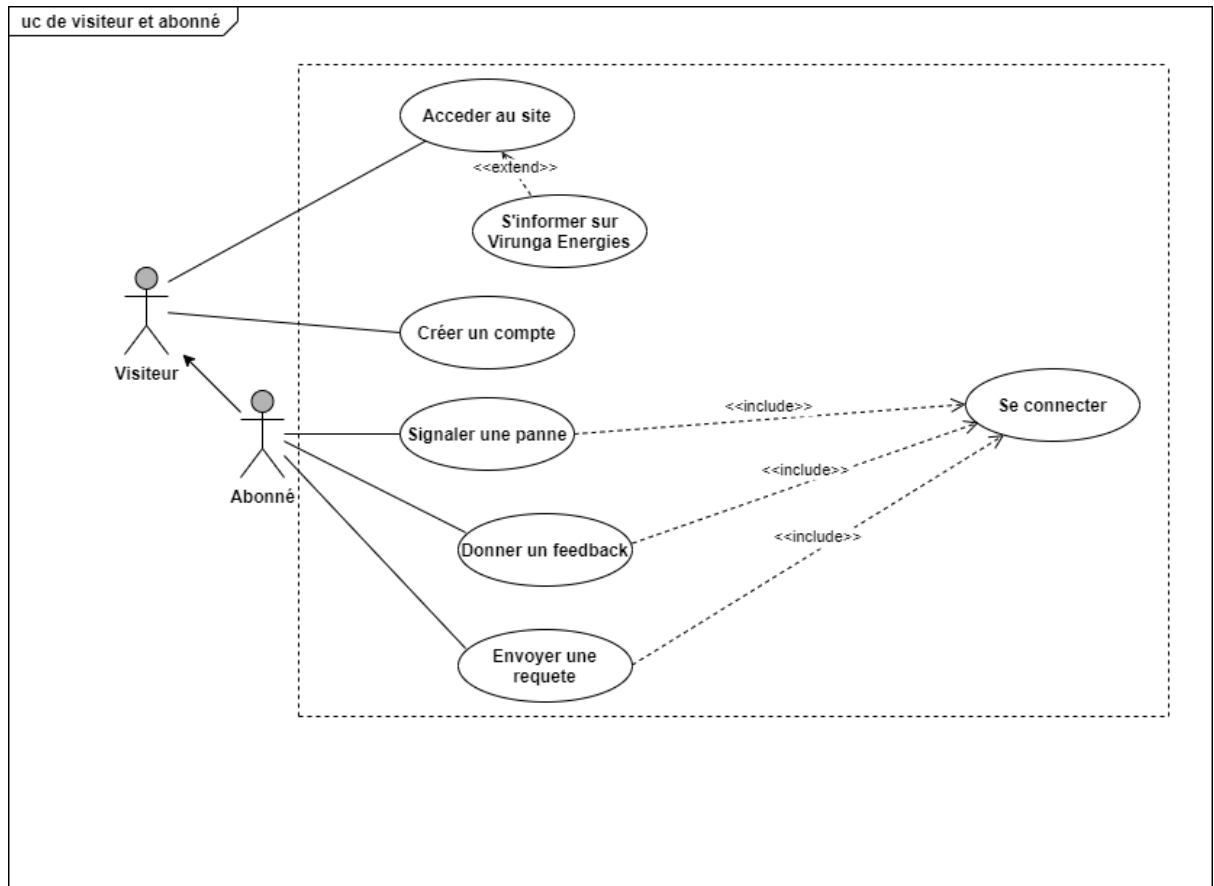 uc de visiteur et abonné
Acceder au site
<<extend>>
S'informer sur
Virunga Energies
Créer un compte
Visiteur
Se connecter
<<include>>
Signaler une panne
<<include>>
Abonné
<<include>>
Donner un feedback
Envoyer une
requete